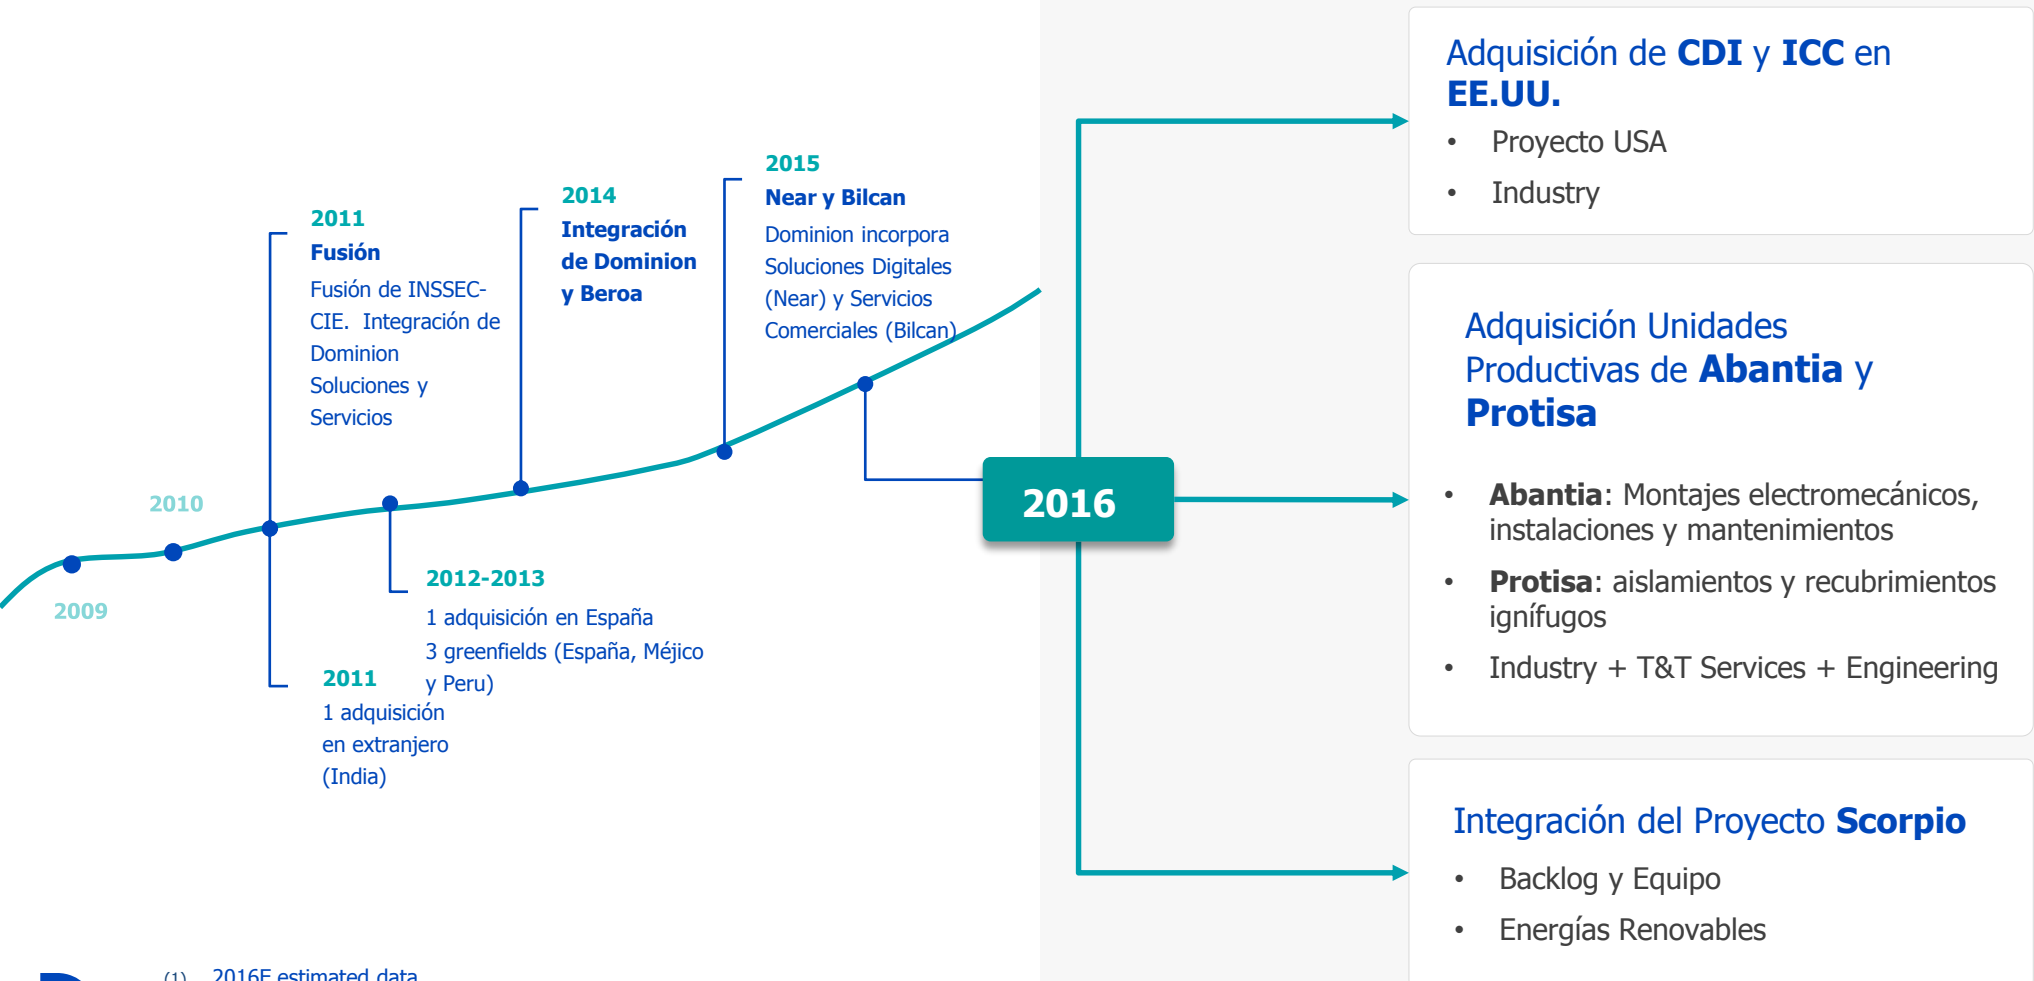 2009
2010
2011
Fusión
Fusión de INSSEC-
CIE. Integración de
Dominion
Soluciones y
Servicios
2011
1 adquisición
en extranjero
(India)
2012-2013
1 adquisición en España
3 greenfields (España, Méjico
y Peru)
2014
Integración
de Dominion
y Beroa
2015
Near y Bilcan
Dominion incorpora
Soluciones Digitales
(Near) y Servicios
Comerciales (Bilcan)
2016
Adquisición de CDI y ICC en
EE.UU.
• Proyecto USA
• Industry
Adquisición Unidades
Productivas de Abantia y
Protisa
• Abantia: Montajes electromecánicos,
instalaciones y mantenimientos
• Protisa: aislamientos y recubrimientos
ignífugos
• Industry + T&T Services + Engineering
Integración del Proyecto Scorpio
• Backlog y Equipo
• Energías Renovables
(1) 2016E estimated data